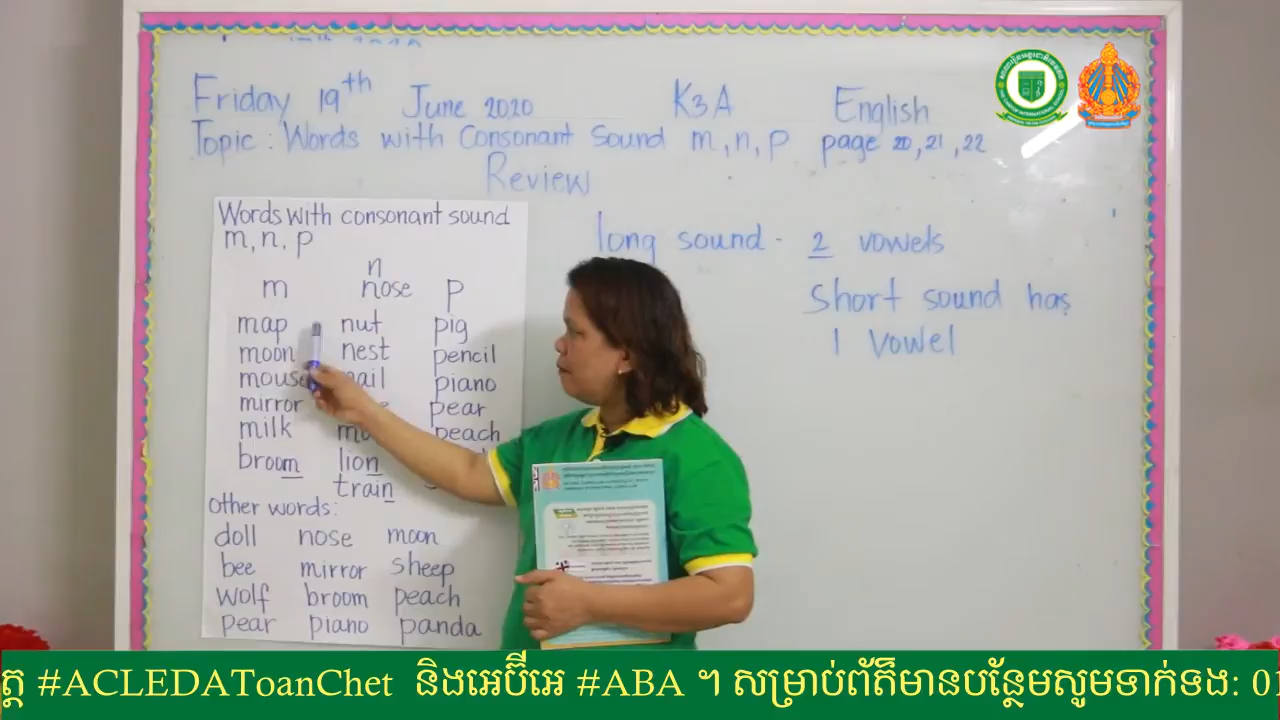 Friday 19th June 2020 K3A English
Topic: Words with Consonant Sound m, n, p page 20, 21, 22
Review
long sound - 2 vowels
Short sound has
1 vowel
Words with consonant sound
m, n, p
n
m nose p
map nut pig
moon nest pencil
mouse piano
mirror pear
milk peach
broom lion
train
Other words:
doll nose moon
bee mirror sheep
wolf broom peach
pear piano panda
ត្ថ #ACLEDAToanChet និងអេប៊ីអេ #ABA ។ សម្រាប់ព័ត៌មានបន្ថែមសូមទាក់ទង: 01